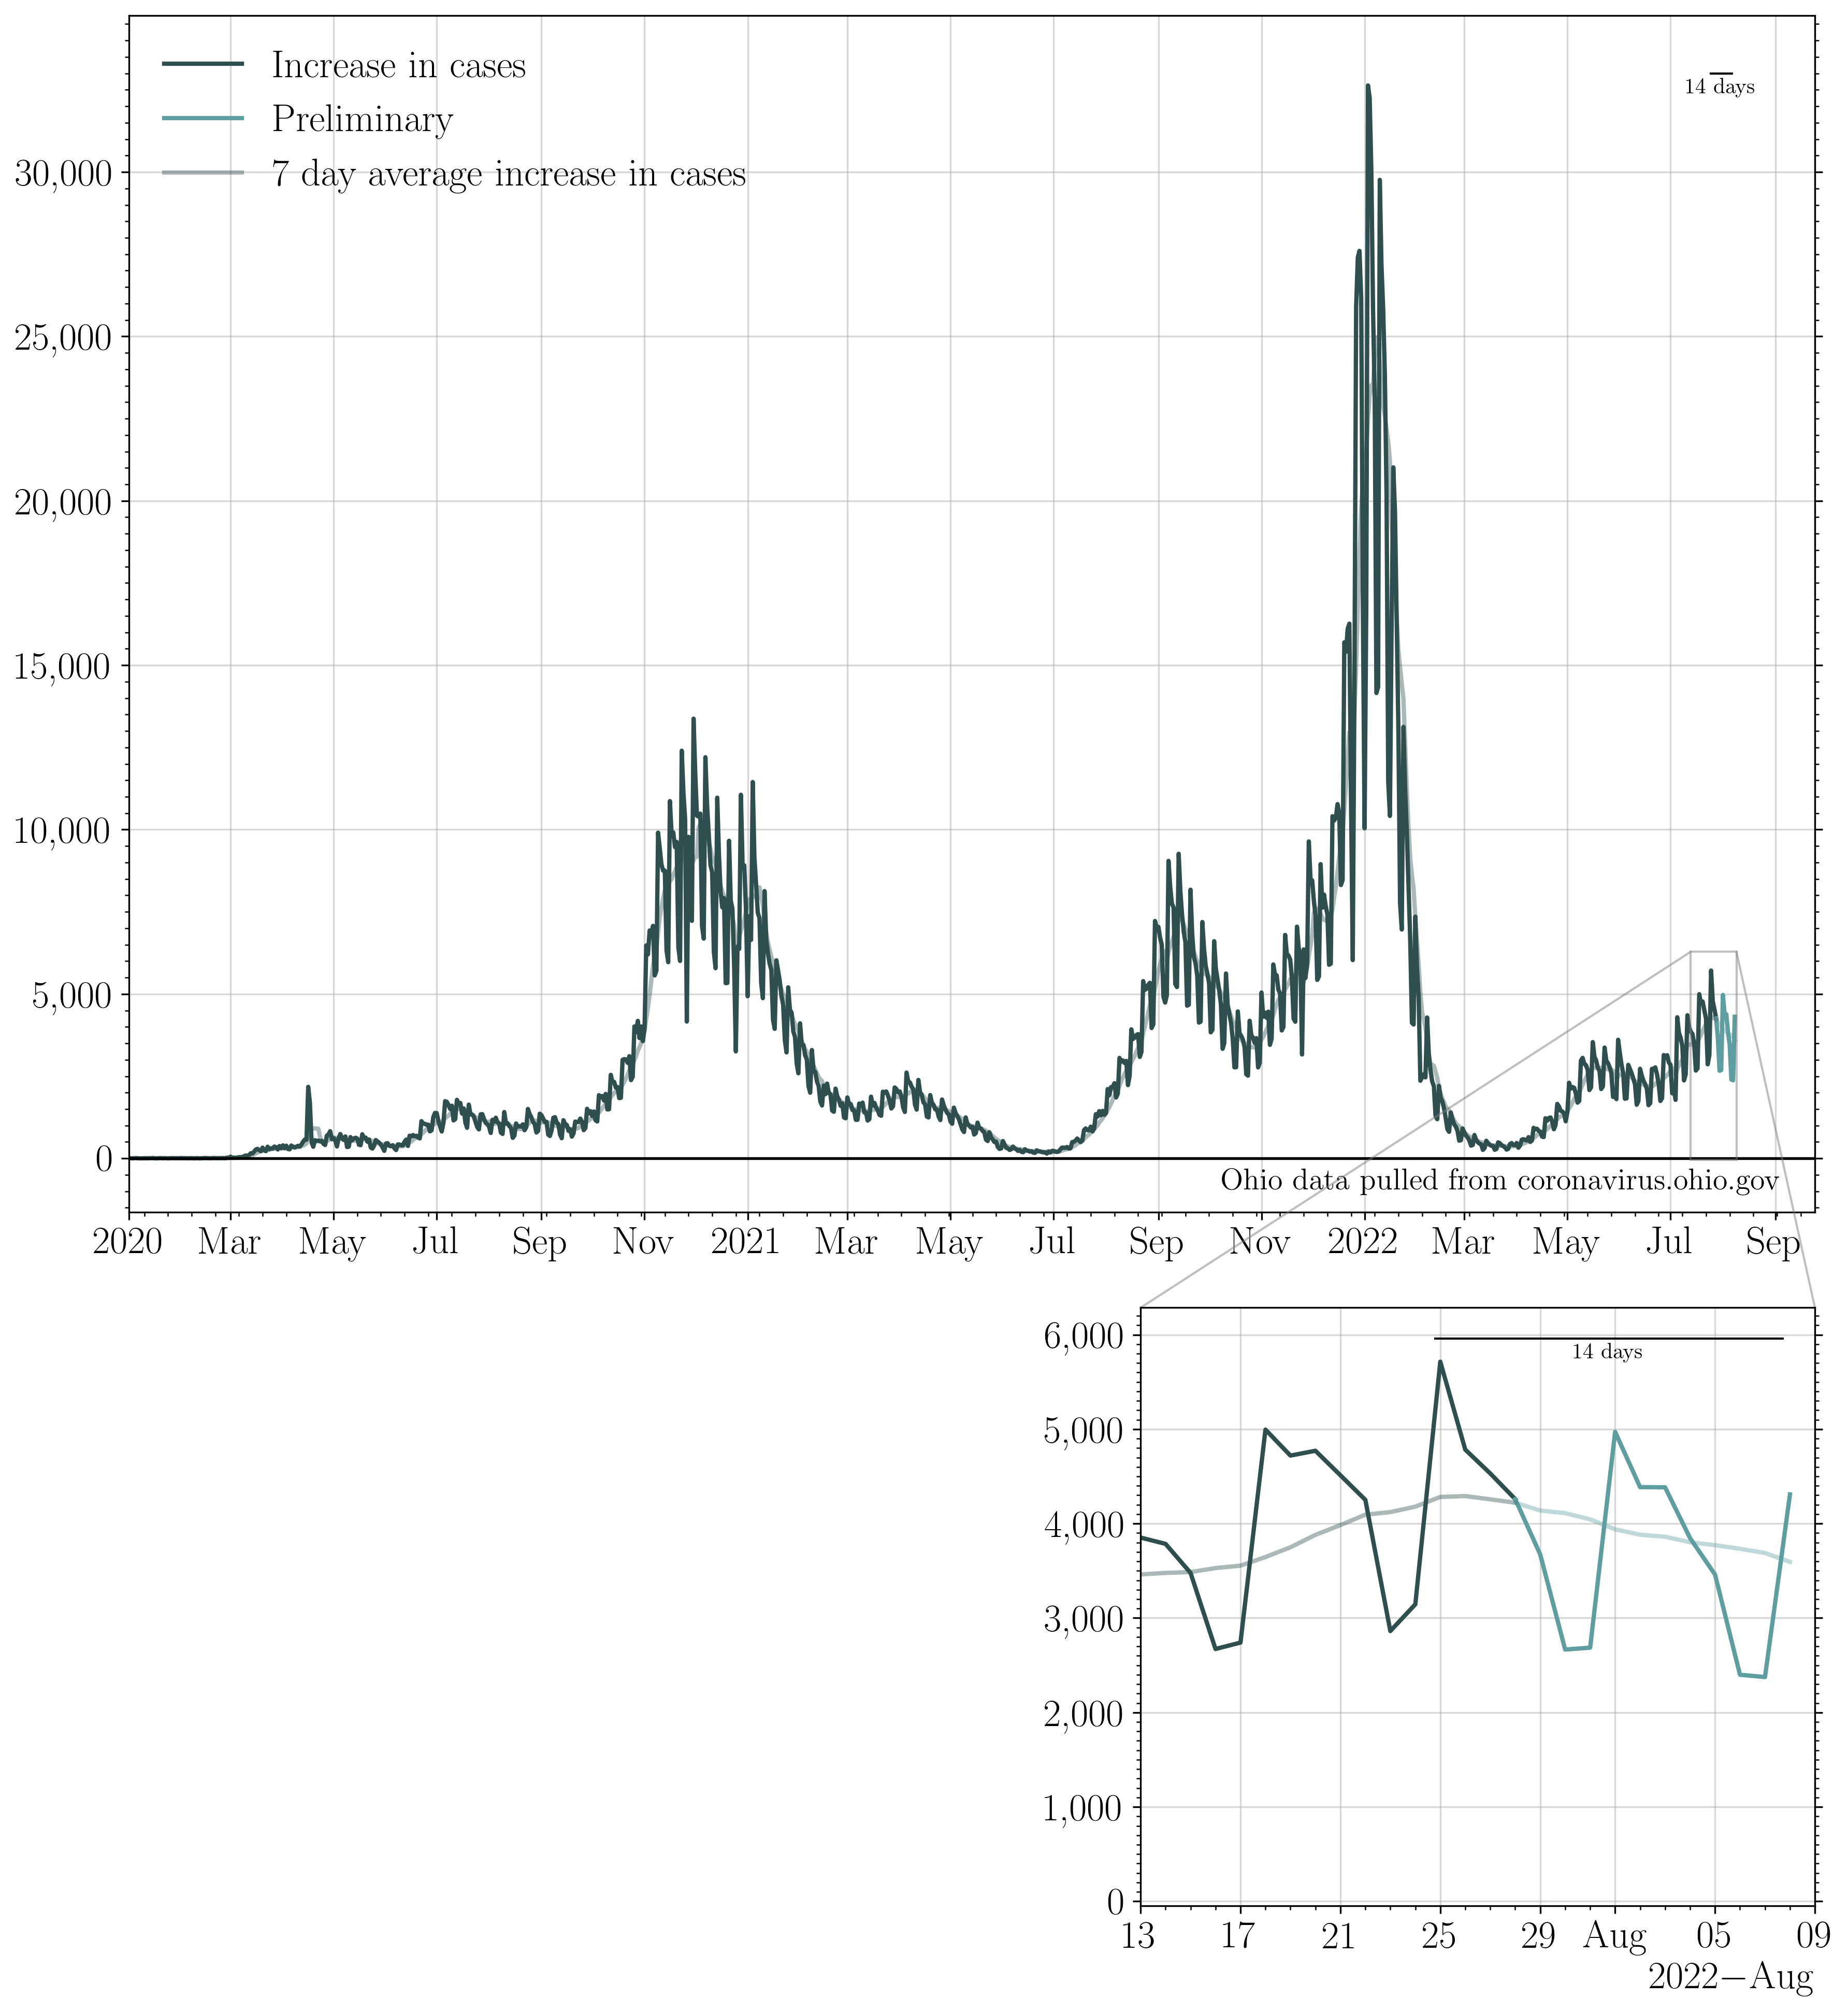 Increase in cases
Preliminary
7 day average increase in cases
14 days
30,000
25,000
20,000
15,000
10,000
5,000
0
Ohio data pulled from coronavirus.ohio.gov
2020 Mar May Jul Sep Nov 2021 Mar May Jul Sep Nov 2022 Mar May Jul Sep
6,000
14 days
5,000
4,000
3,000
2,000
1,000
0
13 17 21 25 29 Aug 05 09
2022−Aug